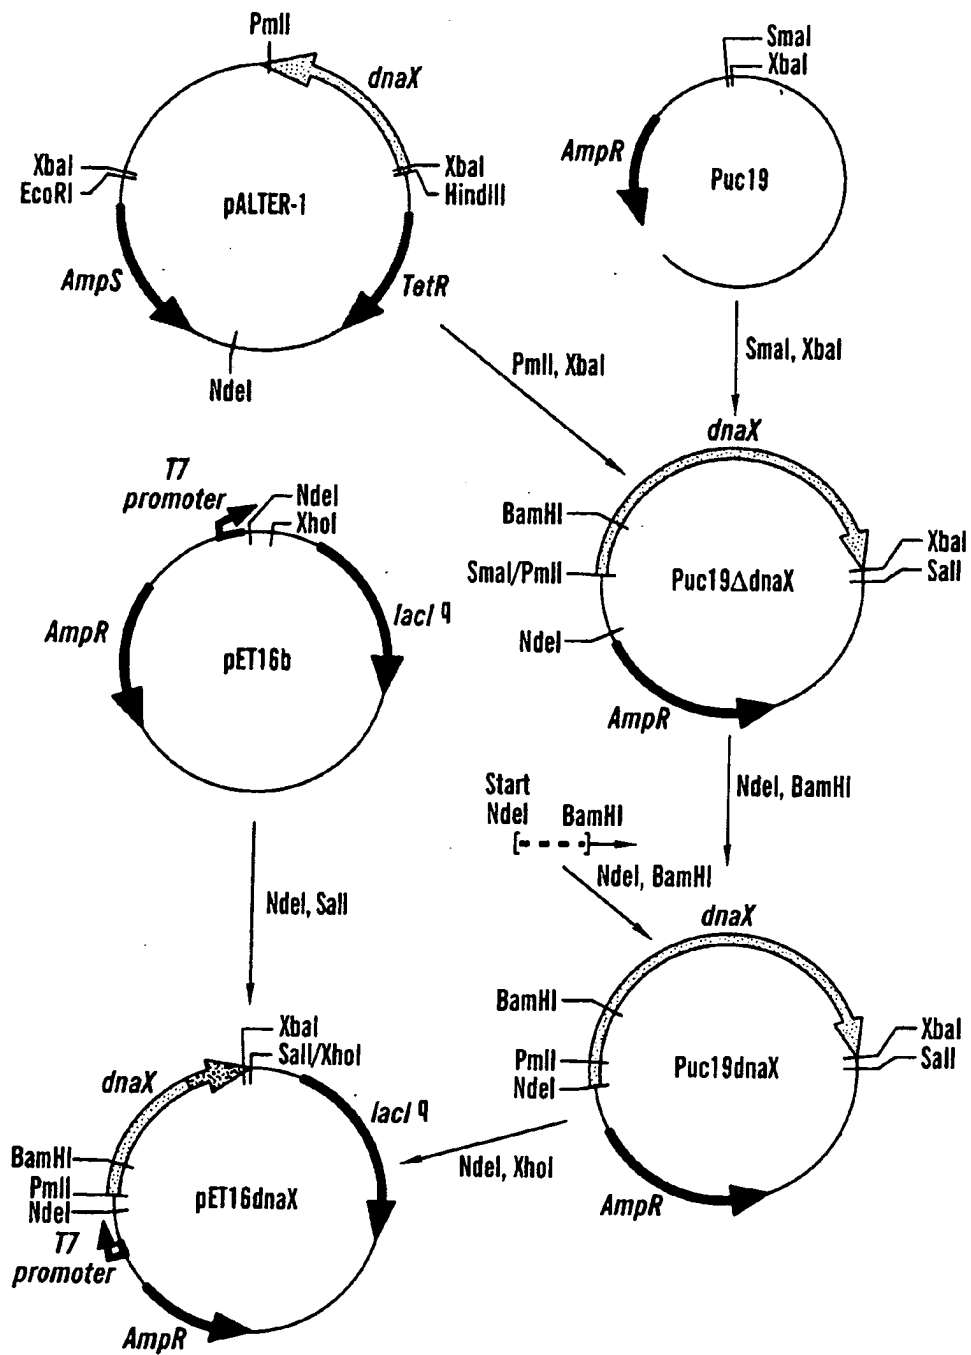 PmlI
dnaX
XbaI
EcoRI
XbaI
HindIII
pALTER-1
AmpS
TetR
NdeI
SmaI
XbaI
AmpR
Puc19
PmlI, XbaI
SmaI, XbaI
dnaX
BamHI
SmaI/PmlI
NdeI
XbaI
SalI
Puc19ΔdnaX
AmpR
T7
promoter
NdeI
XhoI
AmpR
lacI q
pET16b
NdeI, BamHI
Start
NdeI BamHI
NdeI, BamHI
NdeI, SalI
dnaX
BamHI
PmlI
NdeI
XbaI
SalI
Puc19dnaX
AmpR
NdeI, XhoI
XbaI
SalI/XhoI
dnaX
lacI q
BamHI
PmlI
NdeI
pET16dnaX
T7
promoter
AmpR